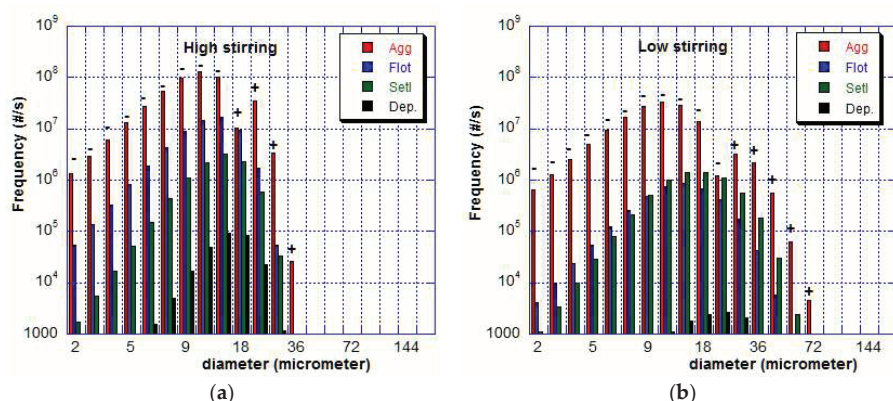 High stirring
Agg
Flot
Setl
Dep.
Frequency (#/s)
10⁹
10⁸
10⁷
10⁶
10⁵
10⁴
1000
2 5 9 18 36 72 144
diameter (micrometer)
(a)
Low stirring
Agg
Flot
Setl
Dep.
Frequency (#/s)
10⁹
10⁸
10⁷
10⁶
10⁵
10⁴
1000
2 5 9 18 36 72 144
diameter (micrometer)
(b)